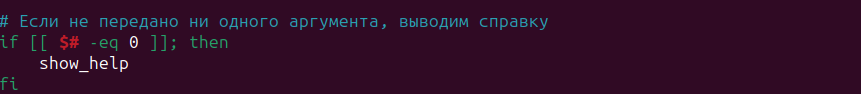 # Если не передано ни одного аргумента, выводим справку
if [[ $# -eq 0 ]]; then
    show_help
fi